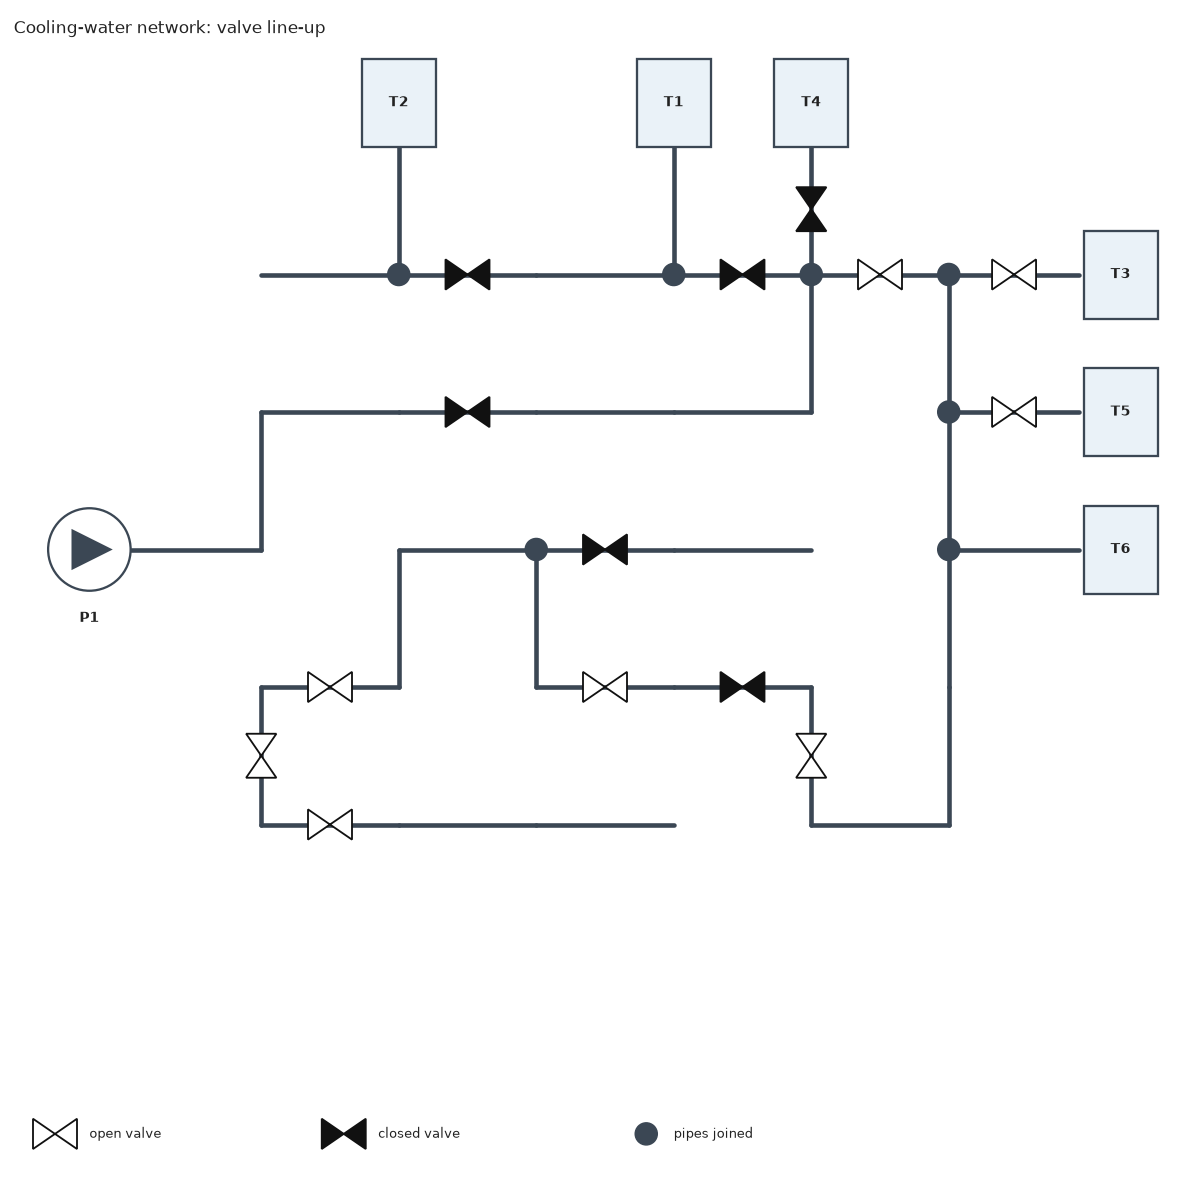 Cooling-water network: valve line-up
T2
T1
T4
T3
T5
T6
P1
open valve
closed valve
pipes joined